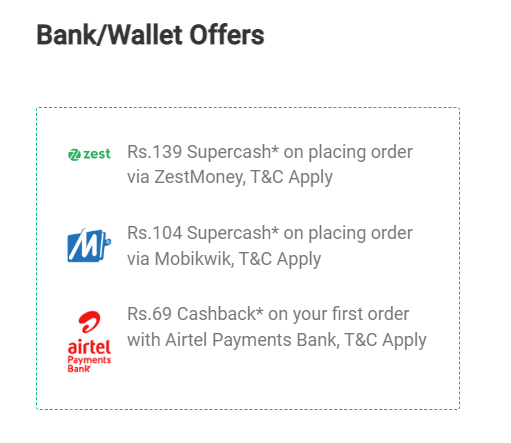 Bank/Wallet Offers
zest
Rs.139 Supercash* on placing order
via ZestMoney, T&C Apply
M
Rs.104 Supercash* on placing order
via Mobikwik, T&C Apply
airtel
Payments
Bank
Rs.69 Cashback* on your first order
with Airtel Payments Bank, T&C Apply